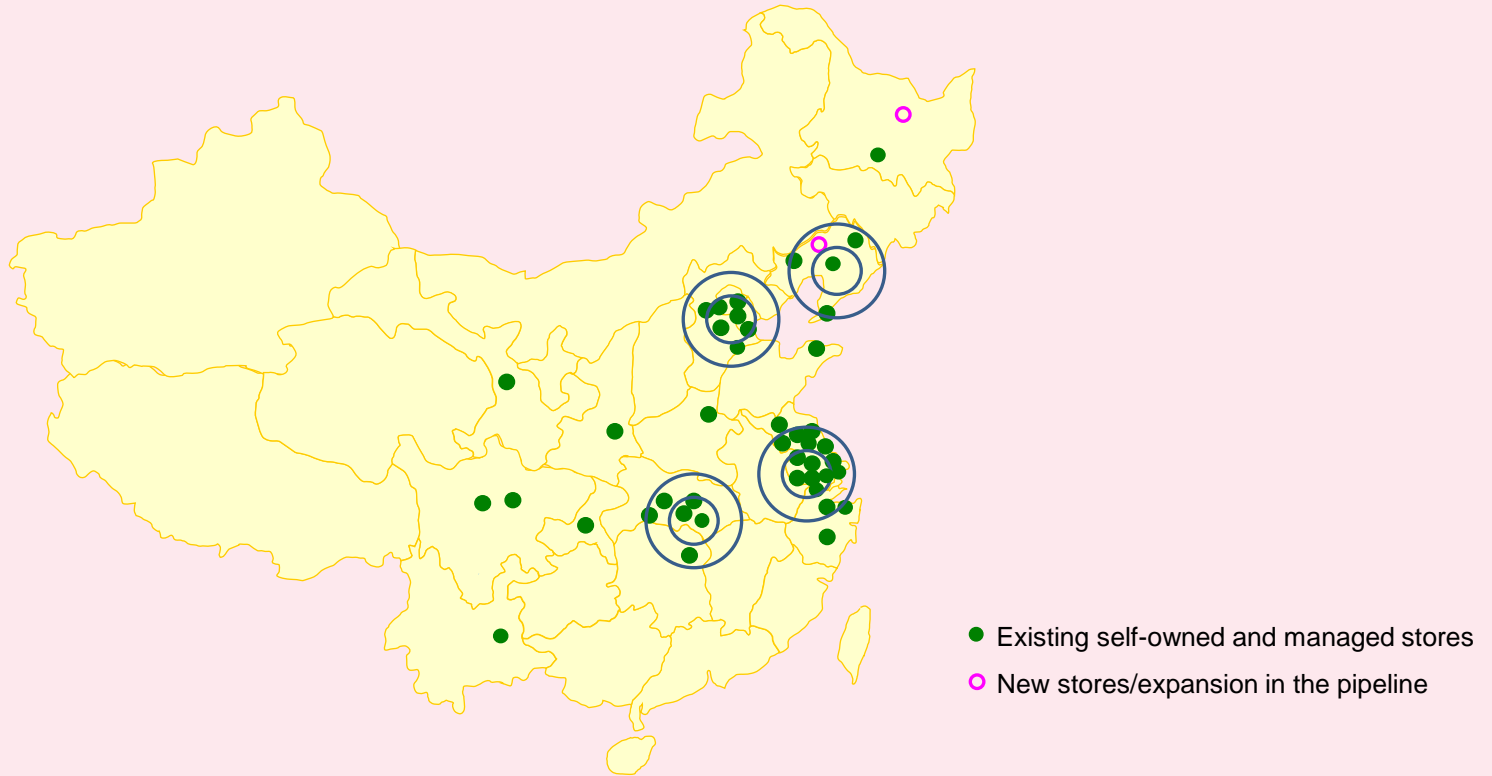 Existing self-owned and managed stores
New stores/expansion in the pipeline